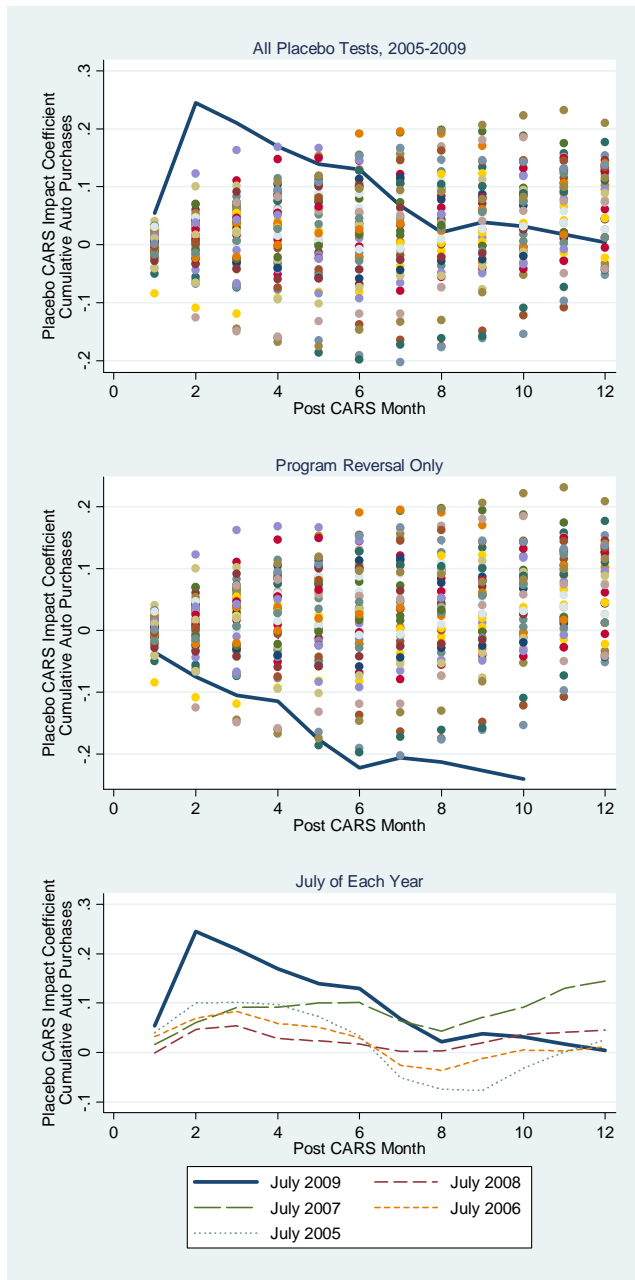 All Placebo Tests, 2005-2009
Placebo CARS Impact Coefficient
Cumulative Auto Purchases
.3
.2
.1
0
-.1
-.2
0 2 4 6 8 10 12
Post CARS Month
Program Reversal Only
Placebo CARS Impact Coefficient
Cumulative Auto Purchases
.2
.1
0
-.1
-.2
0 2 4 6 8 10 12
Post CARS Month
July of Each Year
Placebo CARS Impact Coefficient
Cumulative Auto Purchases
.3
.2
.1
0
-.1
0 2 4 6 8 10 12
Post CARS Month
July 2009 July 2008
July 2007 July 2006
July 2005